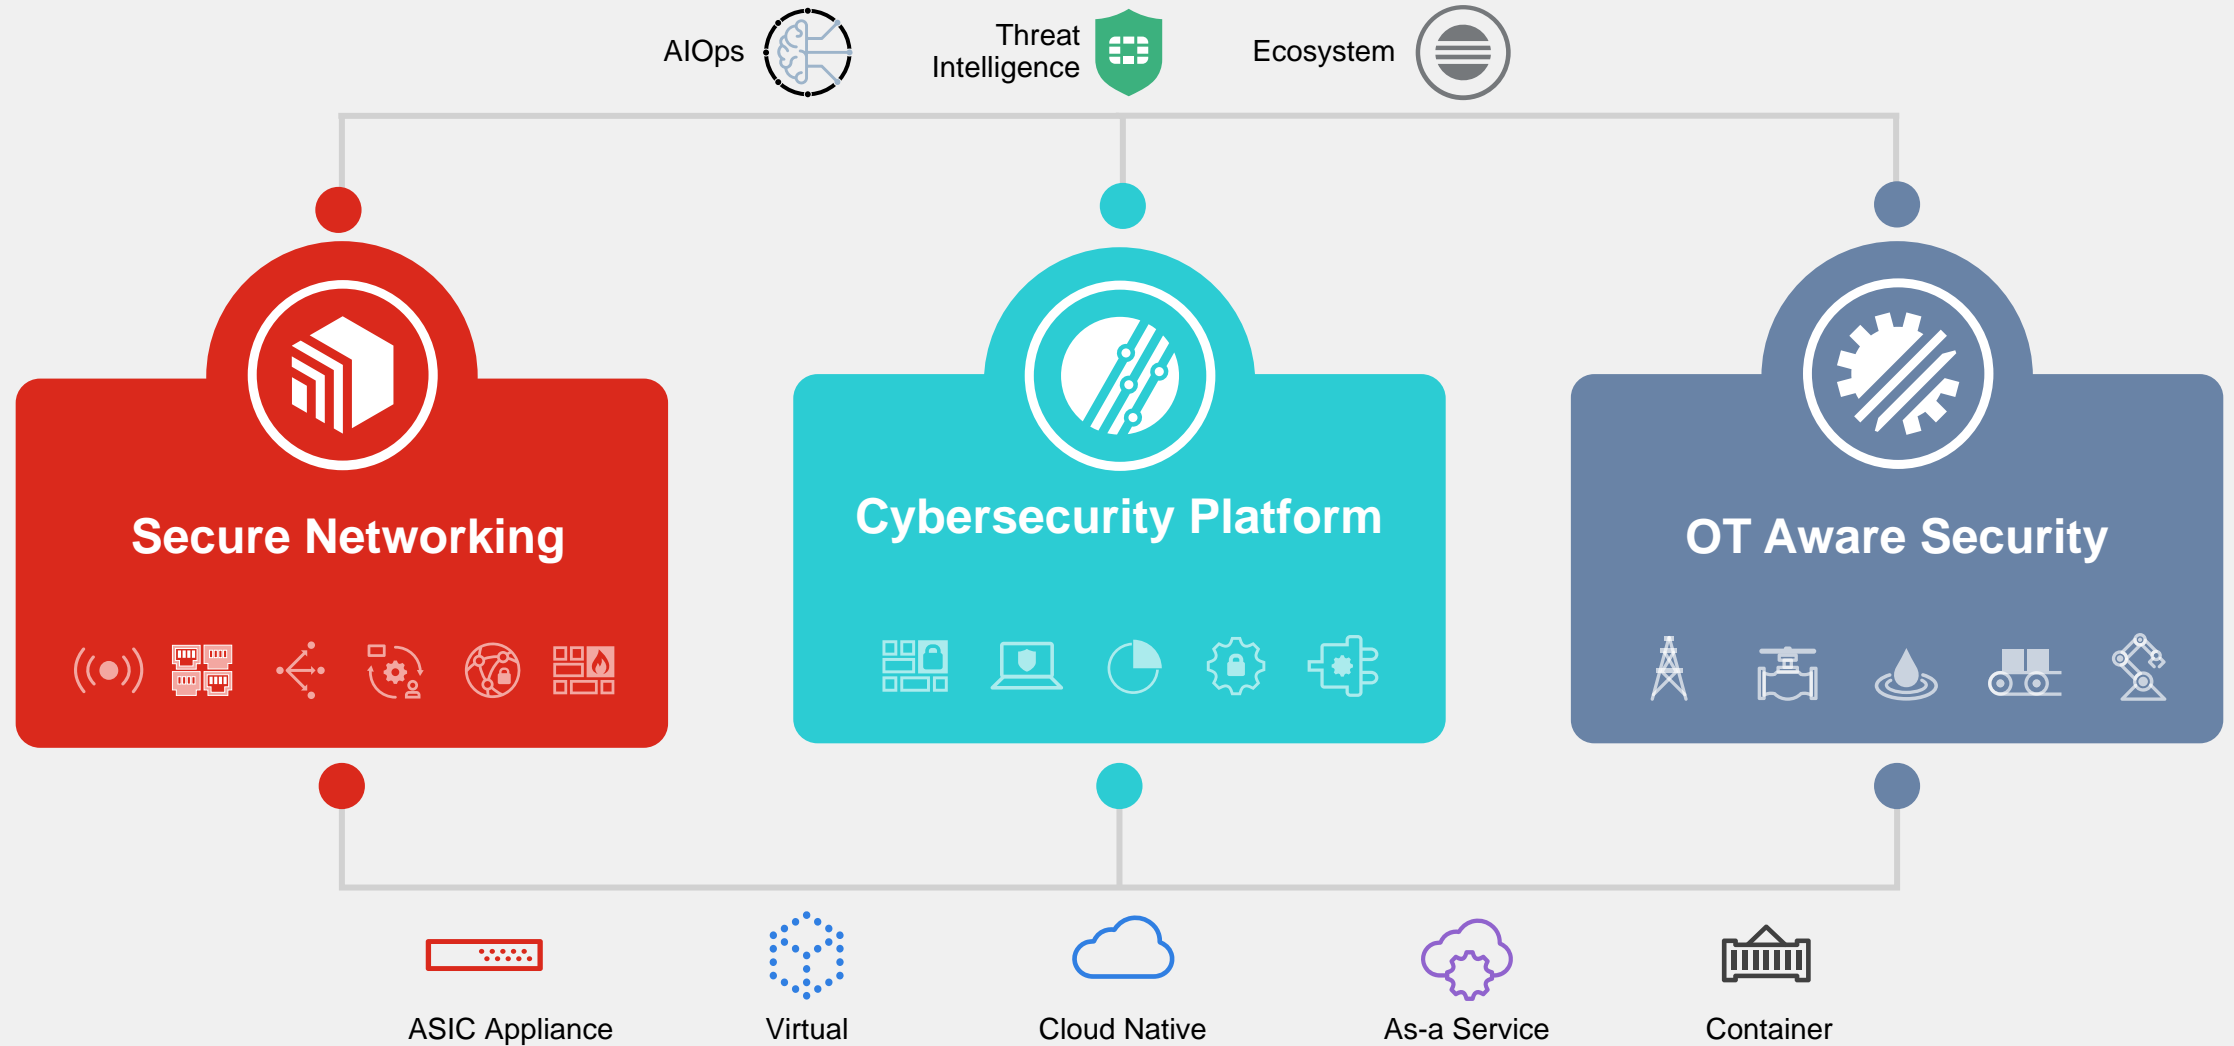 AIOps
Threat
Intelligence
Ecosystem
Secure Networking
Cybersecurity Platform
OT Aware Security
ASIC Appliance
Virtual
Cloud Native
As-a Service
Container